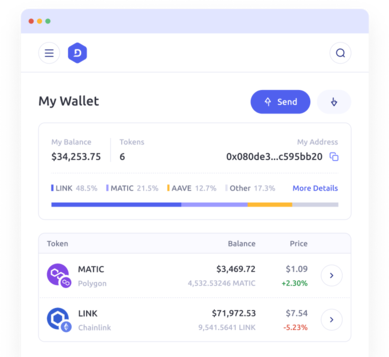 My Wallet
Send
My Balance Tokens My Address
$34,253.75 6 0x080de3...c595bb20
LINK 48.5% MATIC 21.5% AAVE 12.7% Other 17.3% More Details
Token Balance Price
MATIC $3,469.72 $1.09
Polygon 4,532.53246 MATIC +2.30%
LINK $71,972.53 $7.54
Chainlink 9,541.5641 LINK -5.23%